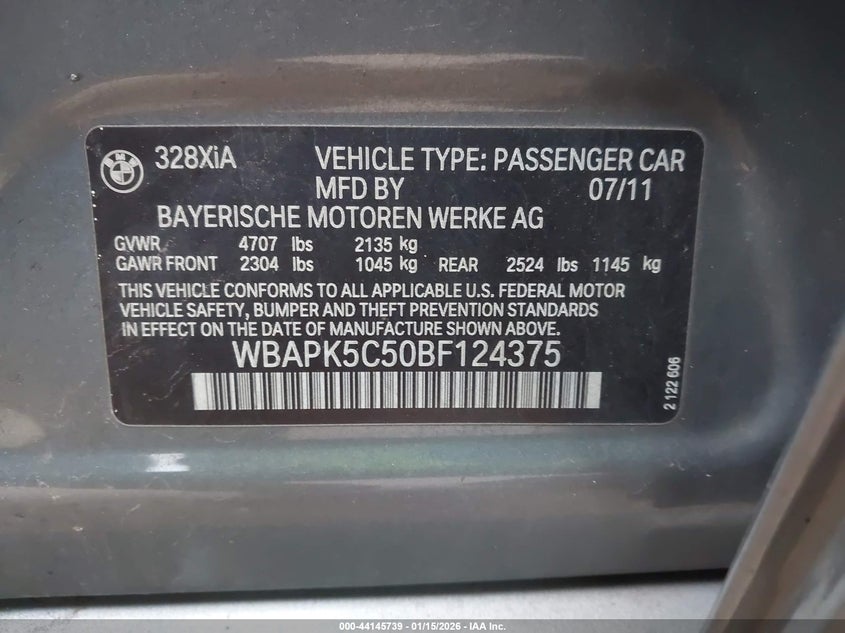 BMW
328XiA VEHICLE TYPE: PASSENGER CAR
MFD BY 07/11
BAYERISCHE MOTOREN WERKE AG
GVWR 4707 lbs 2135 kg
GAWR FRONT 2304 lbs 1045 kg REAR 2524 lbs 1145 kg
THIS VEHICLE CONFORMS TO ALL APPLICABLE U.S. FEDERAL MOTOR
VEHICLE SAFETY, BUMPER AND THEFT PREVENTION STANDARDS
IN EFFECT ON THE DATE OF MANUFACTURE SHOWN ABOVE.
WBAPK5C50BF124375
2 122 606
000-44145739 - 01/15/2026 - IAA Inc.